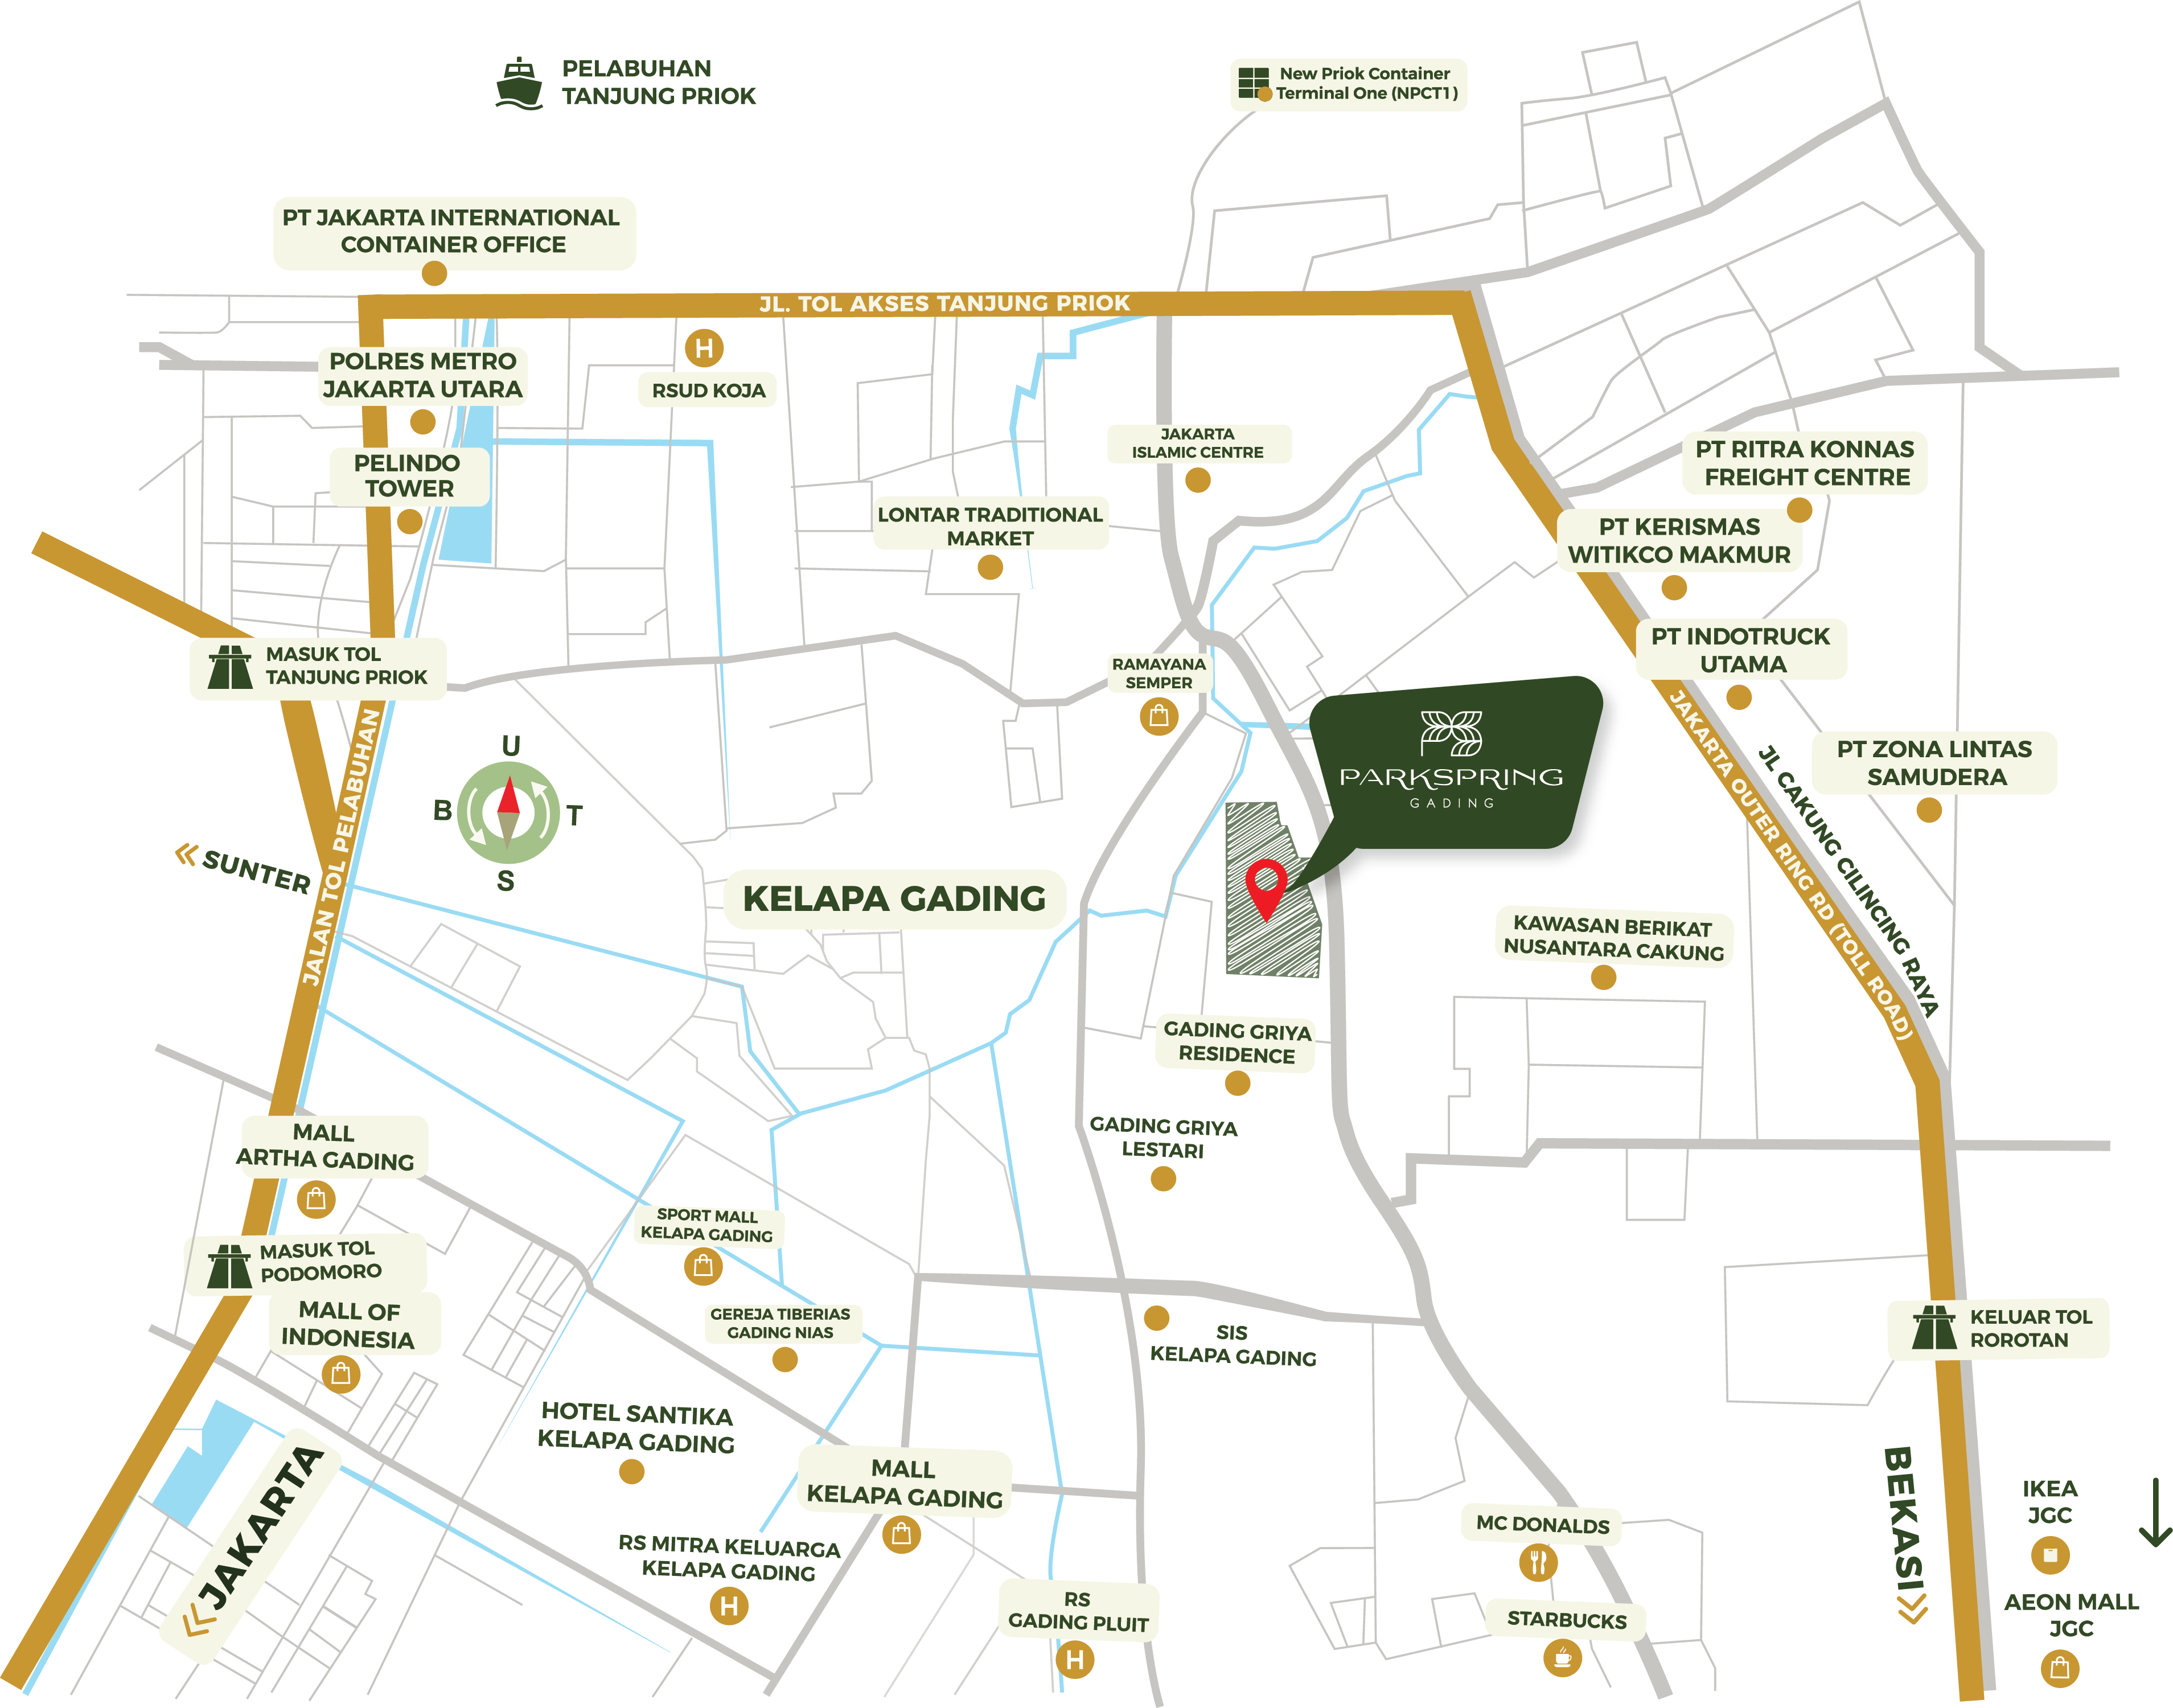 PELABUHAN
TANJUNG PRIOK
New Priok Container
Terminal One (NPCT1)
PT JAKARTA INTERNATIONAL
CONTAINER OFFICE
JL. TOL AKSES TANJUNG PRIOK
POLRES METRO
JAKARTA UTARA
H
RSUD KOJA
PELINDO
TOWER
JAKARTA
ISLAMIC CENTRE
LONTAR TRADITIONAL
MARKET
PT RITRA KONNAS
FREIGHT CENTRE
PT KERISMAS
WITIKCO MAKMUR
PT INDOTRUCK
UTAMA
MASUK TOL
TANJUNG PRIOK
RAMAYANA
SEMPER
PARKSPRING
GADING
PT ZONA LINTAS
SAMUDERA
JALAN TOL PELABUHAN
U
B
T
S
SUNTER
KELAPA GADING
JAKARTA OUTER RING RD (TOLL ROAD)
JL CAKUNG CILINCING RAYA
KAWASAN BERIKAT
NUSANTARA CAKUNG
GADING GRIYA
RESIDENCE
GADING GRIYA
LESTARI
MALL
ARTHA GADING
SPORT MALL
KELAPA GADING
MASUK TOL
PODOMORO
MALL OF
INDONESIA
GEREJA TIBERIAS
GADING NIAS
SIS
KELAPA GADING
KELUAR TOL
ROROTAN
HOTEL SANTIKA
KELAPA GADING
MALL
KELAPA GADING
JAKARTA
RS MITRA KELUARGA
KELAPA GADING
H
RS
GADING PLUIT
H
MC DONALDS
STARBUCKS
BEKASI
IKEA
JGC
AEON MALL
JGC